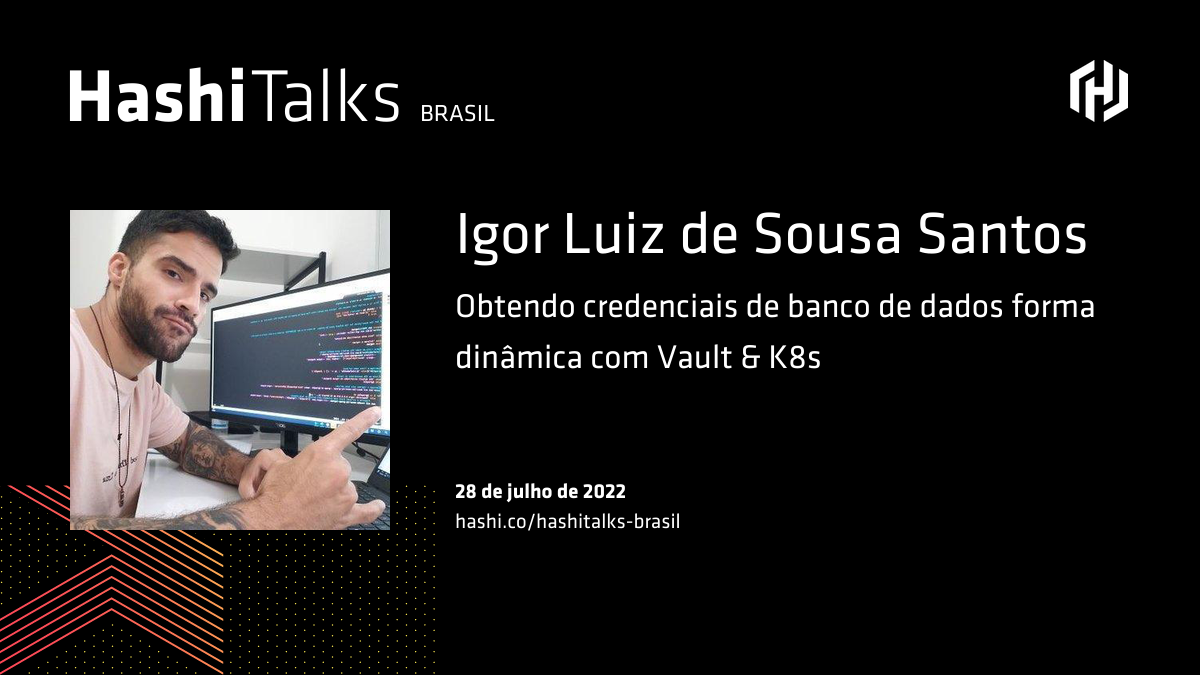 HashiTalks BRASIL
Igor Luiz de Sousa Santos
Obtendo credenciais de banco de dados forma
dinâmica com Vault & K8s
28 de julho de 2022
hashi.co/hashitalks-brasil